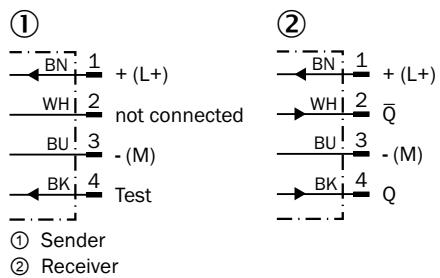 ① ②
BN 1 + (L+) BN 1 + (L+)
WH 2 not connected WH 2 Q̅
BU 3 - (M) BU 3 - (M)
BK 4 Test BK 4 Q
① Sender
② Receiver